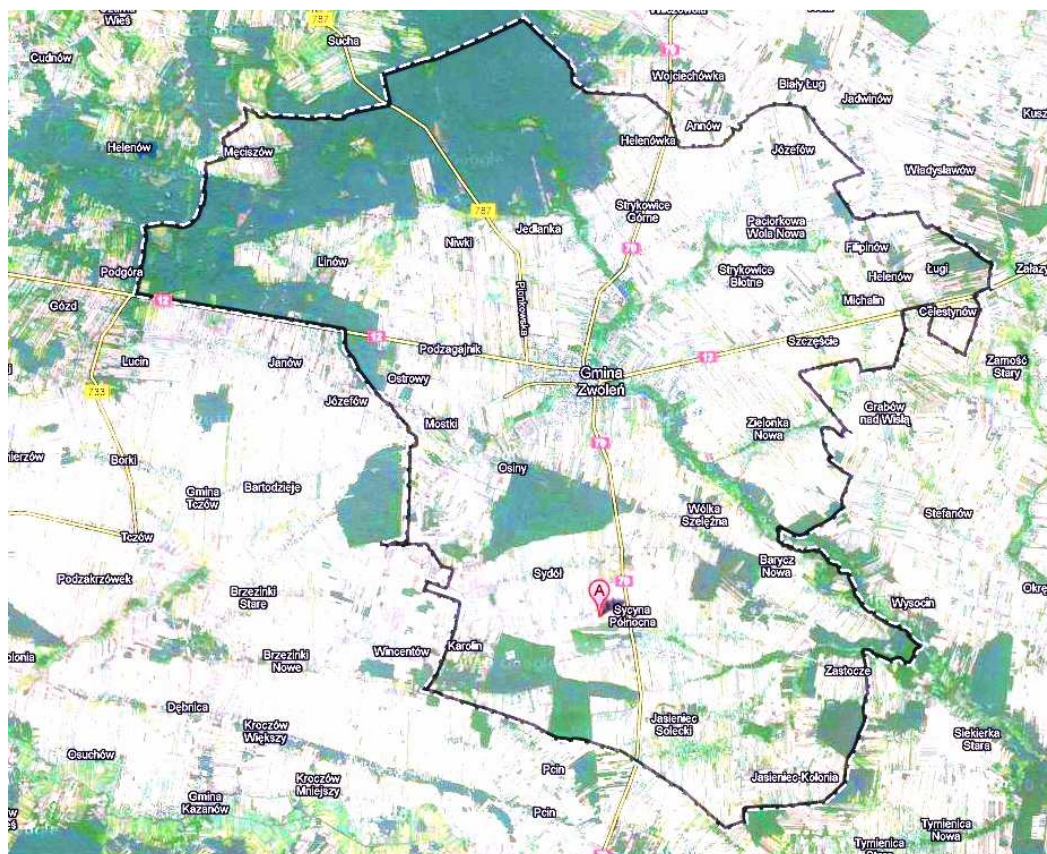 Wieś
787
Sucha
Cudnów
79
Wojciechówka
Biały Ług
Jadwinów
Annów
Helenówka
Helenów
Męciszów
Józefów
Władysławów
787
Strykowice
Górne
Paciorkowa
Wola Nowa
Jedlanka
Niwki
79
Filipinów
Linów
Strykowice
Błotne
Helenów
Ługi
Podgóra
Załazy
12
Gózd
Michalin
Celestynów
Płonkowska
12
Podzagajnik
Szczęście
12
Lucin
Janów
Gmina
Zwoleń
Zamość
Stary
Ostrowy
733
Józefów
Mostki
Zielonka
Nowa
Grabów
nad Wisłą
79
Borki
Osiny
Bartodzieje
Gmina
Tczów
Wólka
Szelężna
Stefanów
Tczów
Barycz
Nowa
Sydół
Podzakrzówek
79
Brzezinki
Stare
A
Wysocin
Sycyna
Północna
Karolin
Wincentów
Brzezinki
Nowe
Zastocze
Dębnica
Jasieniec
Solecki
Kroczów
Większy
Siekierka
Stara
Osuchów
Pcin
Kroczów
Mniejszy
Jasieniec-Kolonia
Gmina
Kazanów
Pcin
Tymienica
Nowa
Tymienica